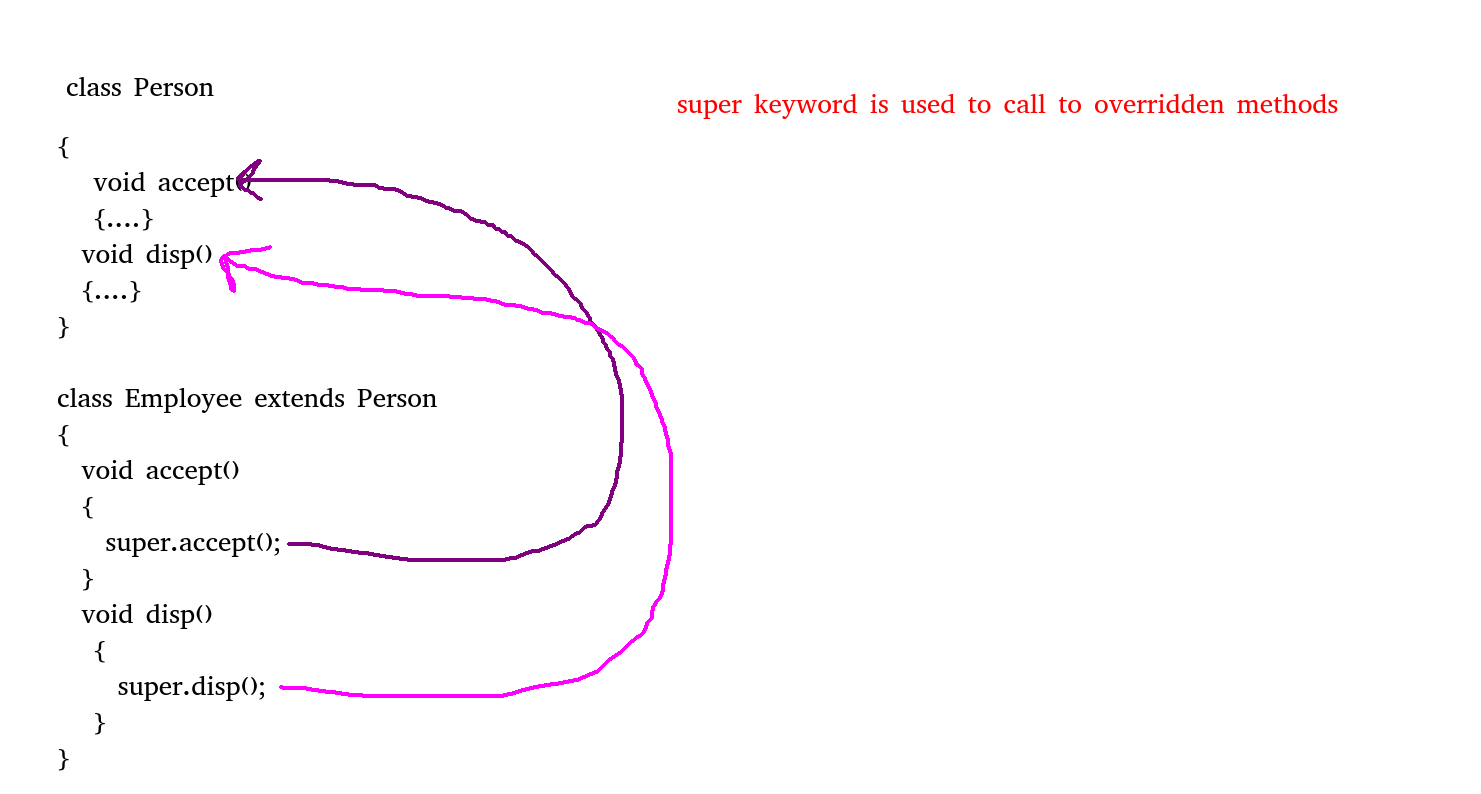 class Person
super keyword is used to call to overridden methods
{
void accept()
{....}
void disp()
{....}
}
class Employee extends Person
{
void accept()
{
super.accept();
}
void disp()
{
super.disp();
}
}